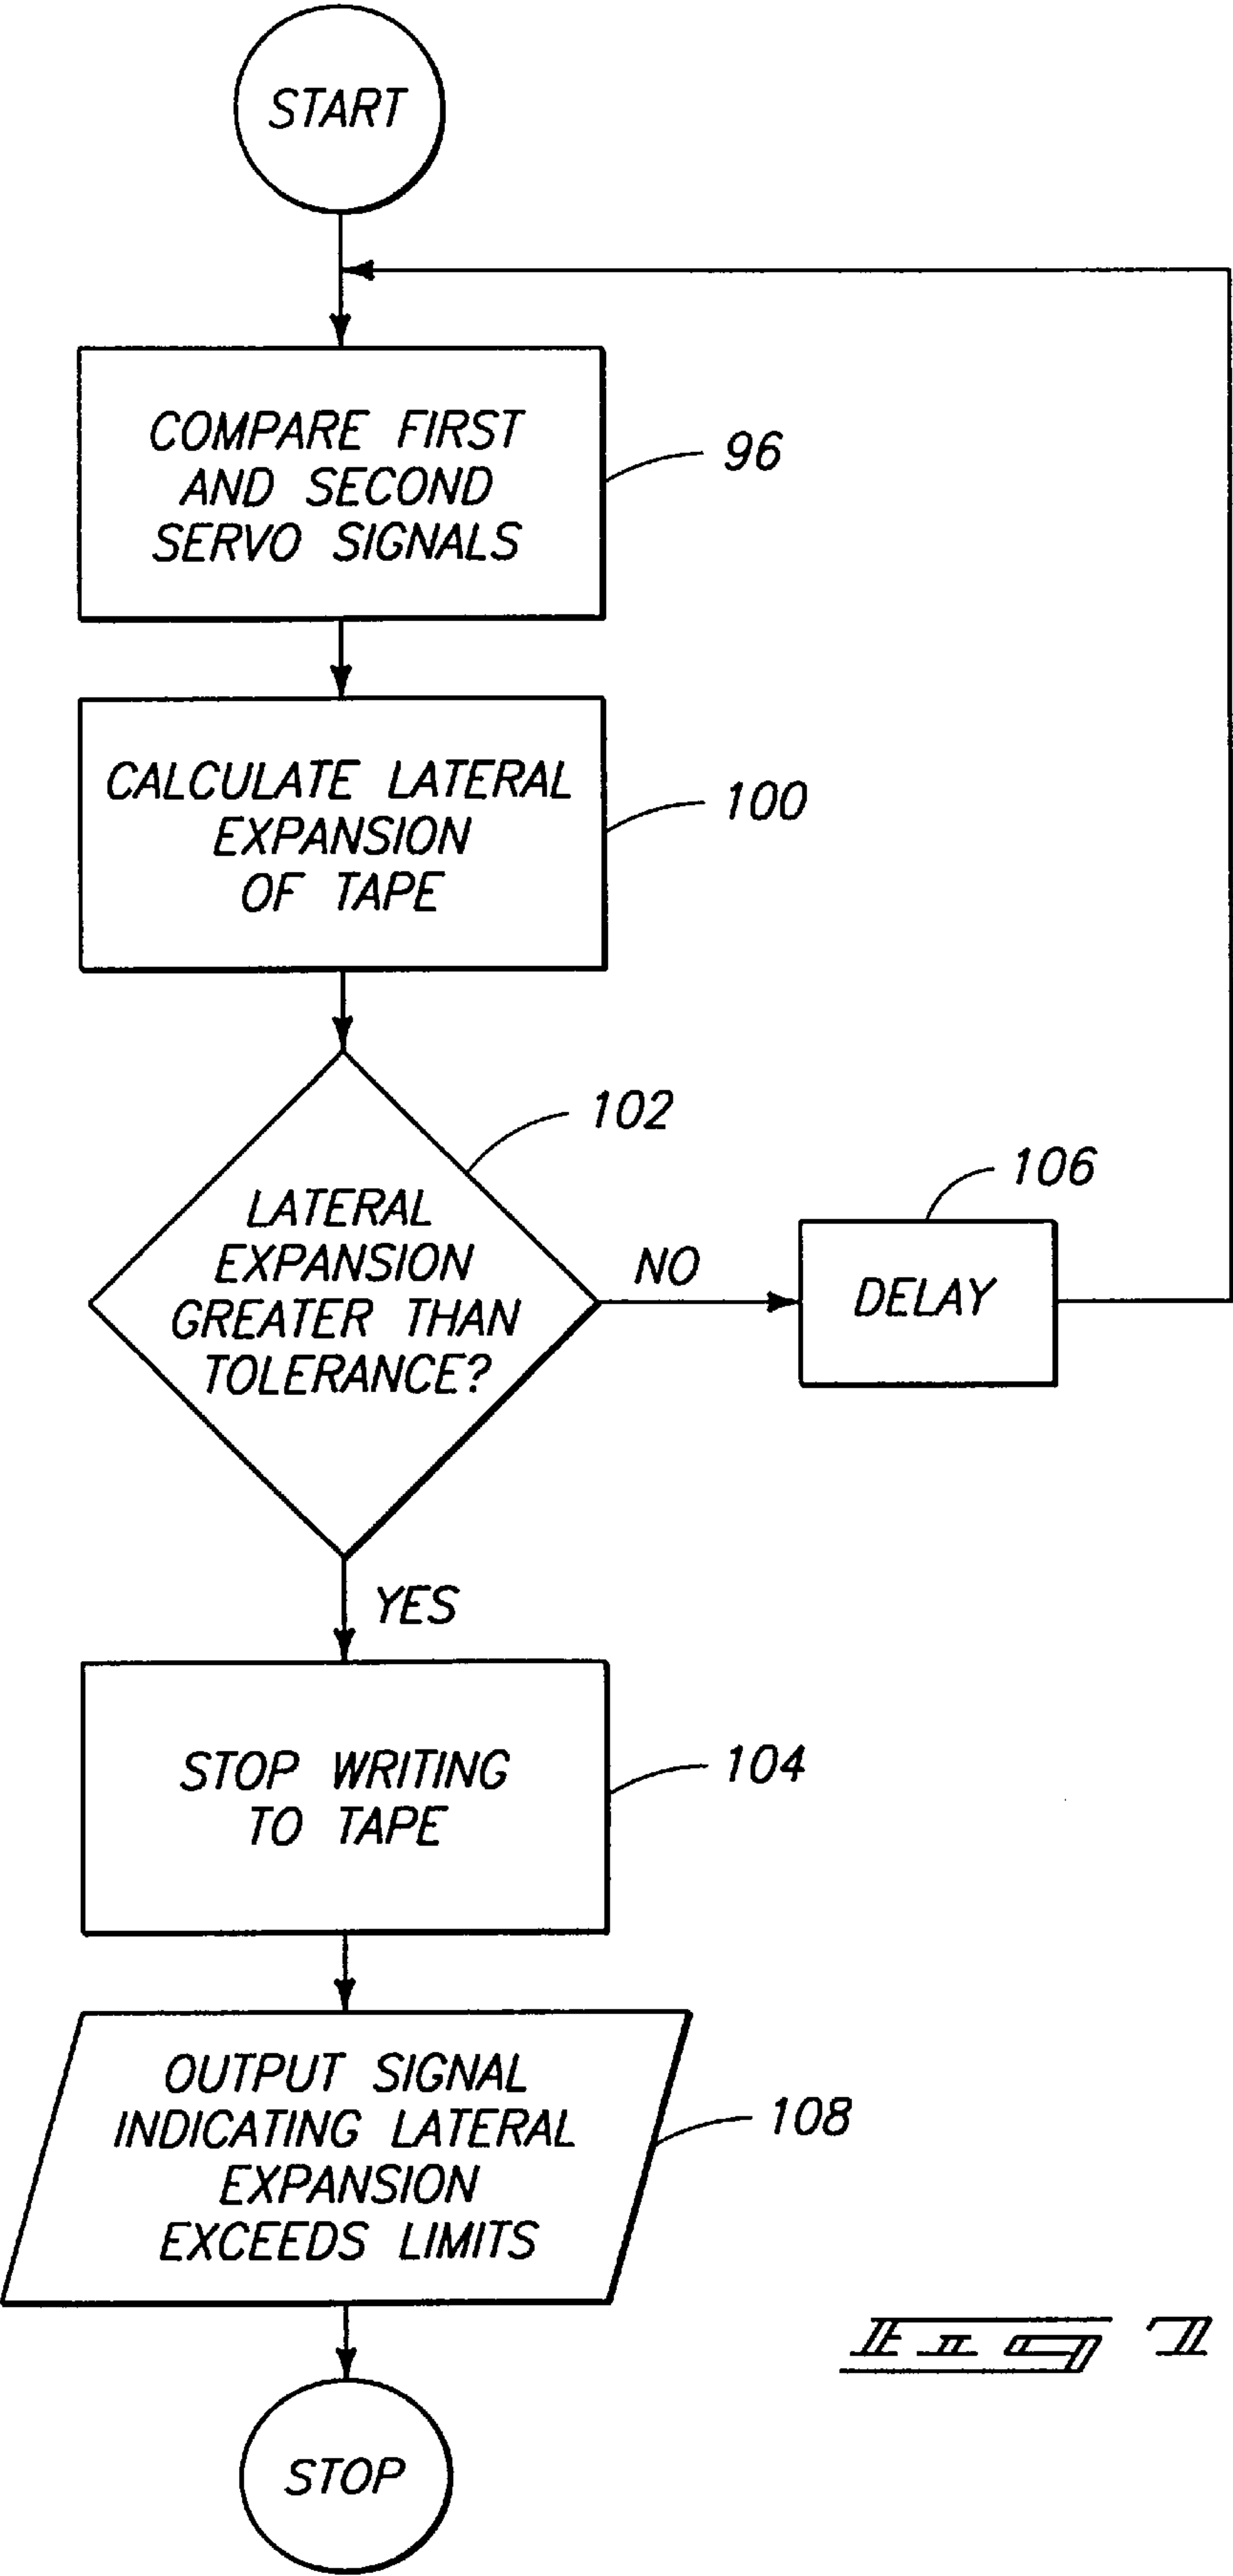 START
COMPARE FIRST
AND SECOND
SERVO SIGNALS
96
CALCULATE LATERAL
EXPANSION
OF TAPE
100
102
LATERAL
EXPANSION
GREATER THAN
TOLERANCE?
NO
106
DELAY
YES
STOP WRITING
TO TAPE
104
OUTPUT SIGNAL
INDICATING LATERAL
EXPANSION
EXCEEDS LIMITS
108
FIG 7
STOP